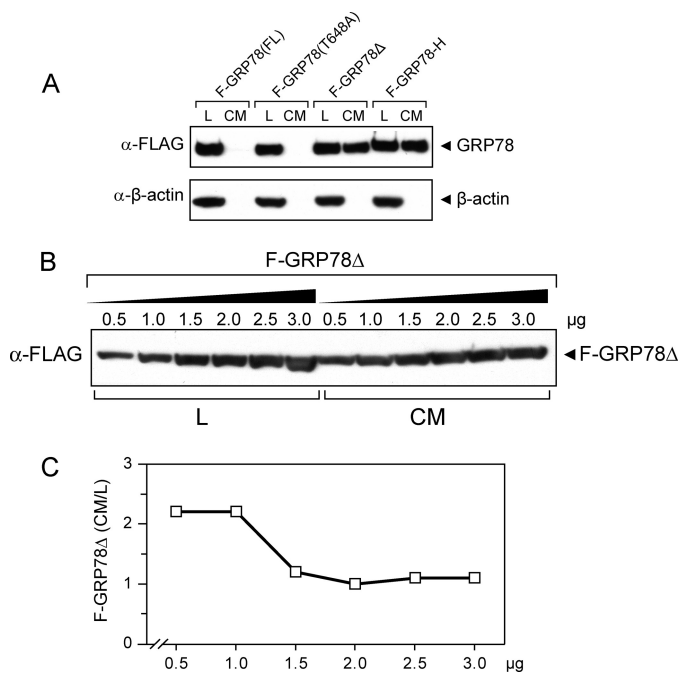 A
F-GRP78(FL)
F-GRP78(T648A)
F-GRP78Δ
F-GRP78-H
L CM L CM L CM L CM
α-FLAG ◄ GRP78
α-β-actin ◄ β-actin
B
F-GRP78Δ
0.5 1.0 1.5 2.0 2.5 3.0 0.5 1.0 1.5 2.0 2.5 3.0 μg
α-FLAG ◄F-GRP78Δ
L CM
C
F-GRP78Δ (CM/L)
3
2
1
0
0.5 1.0 1.5 2.0 2.5 3.0 μg